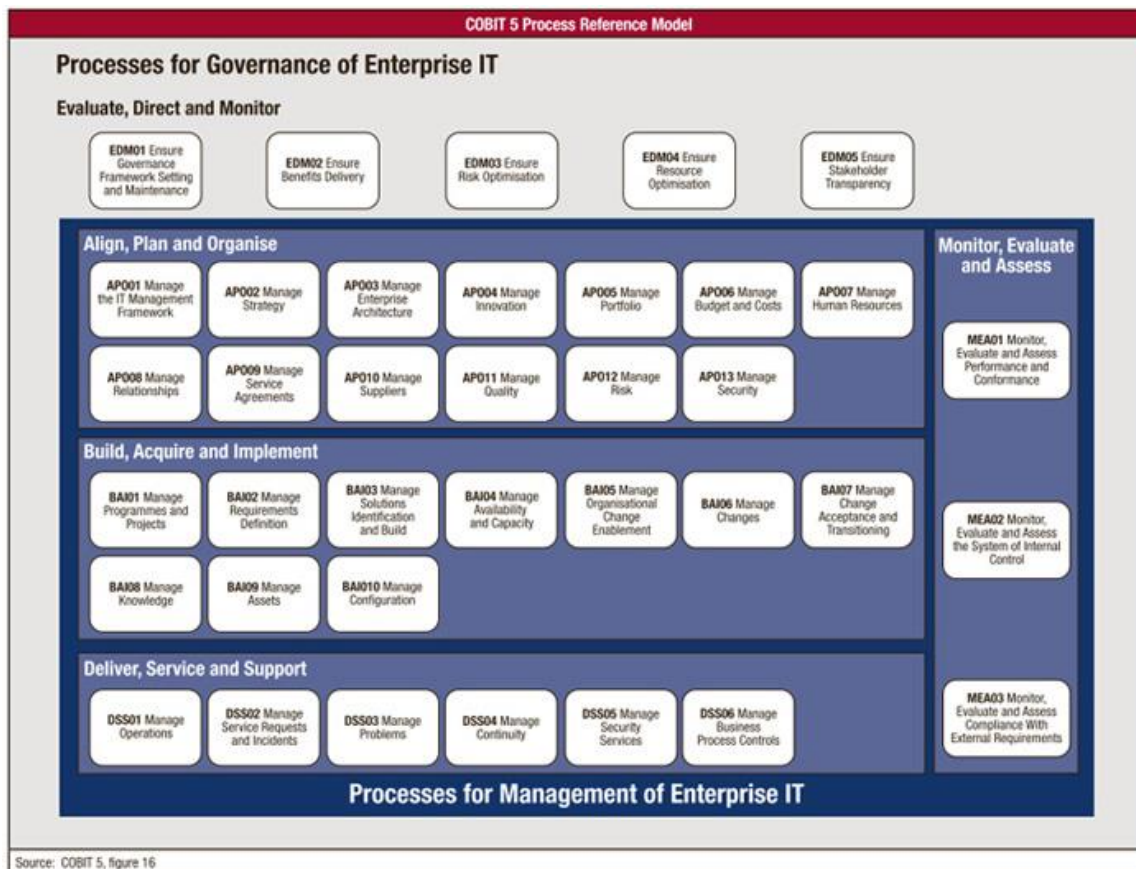 COBIT 5 Process Reference Model
Processes for Governance of Enterprise IT
Evaluate, Direct and Monitor
EDM01 Ensure
Governance
Framework Setting
and Maintenance
EDM02 Ensure
Benefits Delivery
EDM03 Ensure
Risk Optimisation
EDM04 Ensure
Resource
Optimisation
EDM05 Ensure
Stakeholder
Transparency
Align, Plan and Organise
APO01 Manage
the IT Management
Framework
APO02 Manage
Strategy
APO03 Manage
Enterprise
Architecture
APO04 Manage
Innovation
APO05 Manage
Portfolio
APO06 Manage
Budget and Costs
APO07 Manage
Human Resources
APO08 Manage
Relationships
APO09 Manage
Service
Agreements
APO10 Manage
Suppliers
APO11 Manage
Quality
APO12 Manage
Risk
APO13 Manage
Security
Build, Acquire and Implement
BAI01 Manage
Programmes and
Projects
BAI02 Manage
Requirements
Definition
BAI03 Manage
Solutions
Identification
and Build
BAI04 Manage
Availability
and Capacity
BAI05 Manage
Organisational
Change
Enablement
BAI06 Manage
Changes
BAI07 Manage
Change
Acceptance and
Transitioning
BAI08 Manage
Knowledge
BAI09 Manage
Assets
BAI010 Manage
Configuration
Deliver, Service and Support
DSS01 Manage
Operations
DSS02 Manage
Service Requests
and Incidents
DSS03 Manage
Problems
DSS04 Manage
Continuity
DSS05 Manage
Security
Services
DSS06 Manage
Business
Process Controls
Monitor, Evaluate
and Assess
MEA01 Monitor,
Evaluate and Assess
Performance and
Conformance
MEA02 Monitor,
Evaluate and Assess
the System of Internal
Control
MEA03 Monitor,
Evaluate and Assess
Compliance With
External Requirements
Processes for Management of Enterprise IT
Source: COBIT 5, figure 16